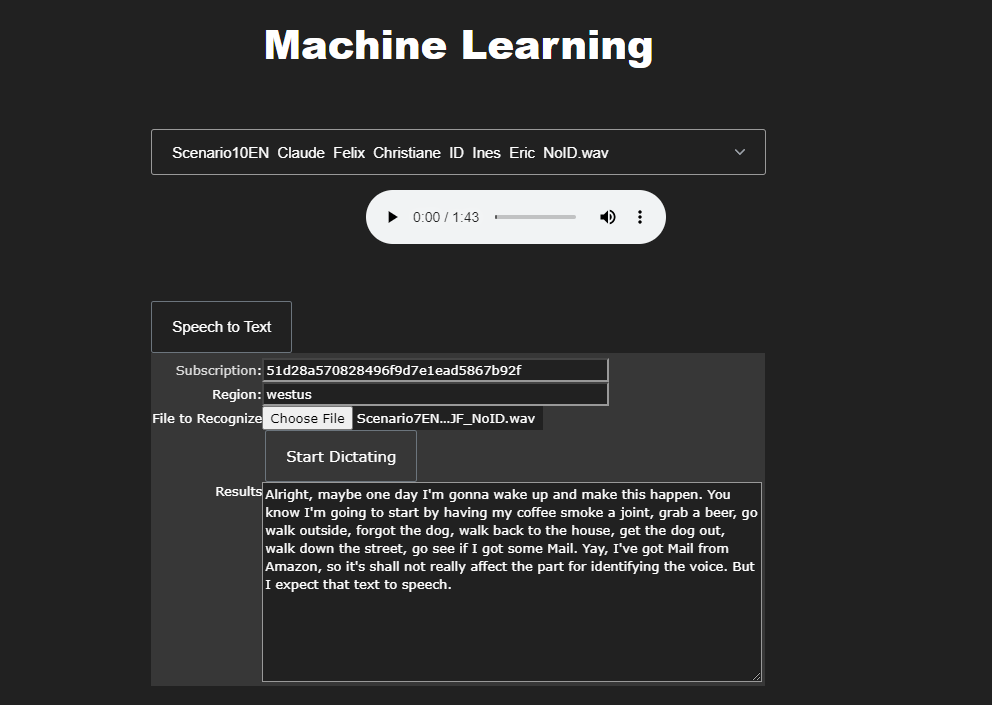 Machine Learning
Scenario10EN Claude Felix Christiane ID Ines Eric NoID.wav
0:00 / 1:43
Speech to Text
Subscription: 51d28a570828496f9d7e1ead5867b92f
Region: westus
File to Recognize Choose File Scenario7EN...JF_NoID.wav
Start Dictating
Results
Alright, maybe one day I'm gonna wake up and make this happen. You
know I'm going to start by having my coffee smoke a joint, grab a beer, go
walk outside, forgot the dog, walk back to the house, get the dog out,
walk down the street, go see if I got some Mail. Yay, I've got Mail from
Amazon, so it's shall not really affect the part for identifying the voice. But
I expect that text to speech.